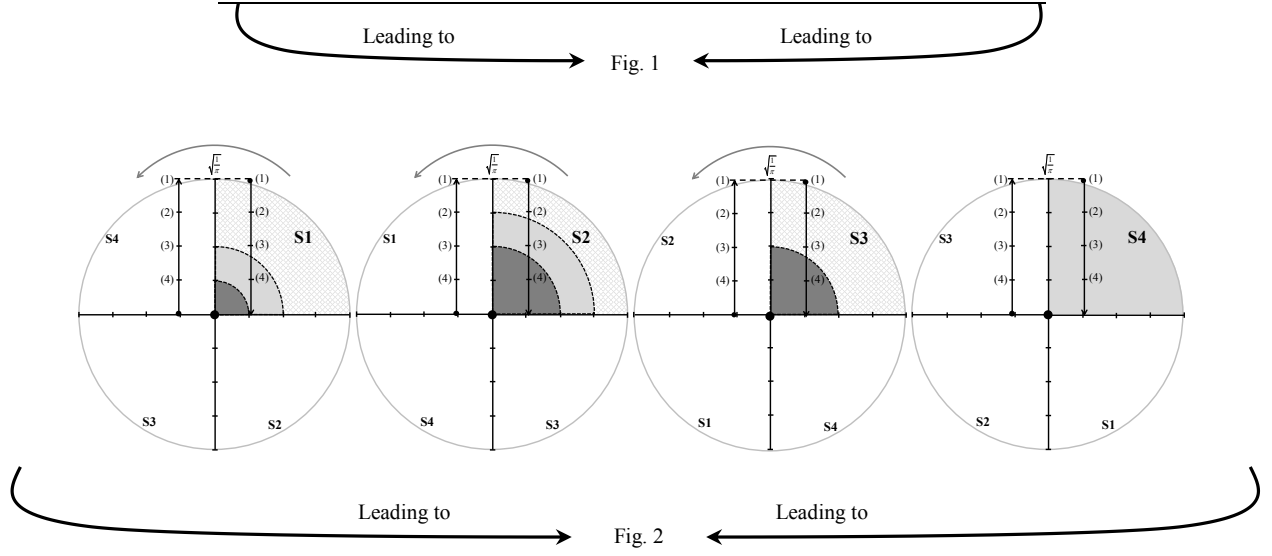 Leading to Leading to
Fig. 1
√1/π √1/π √1/π √1/π
(1) (1) (1) (1) (1) (1) (1) (1)
(2) (2) (2) (2) (2) (2) (2) (2)
S4 S1 S1 S2 S2 S3 S3 S4
(3) (3) (3) (3) (3) (3) (3) (3)
(4) (4) (4) (4) (4) (4) (4) (4)
S3 S2 S4 S3 S1 S4 S2 S1
Leading to Leading to
Fig. 2